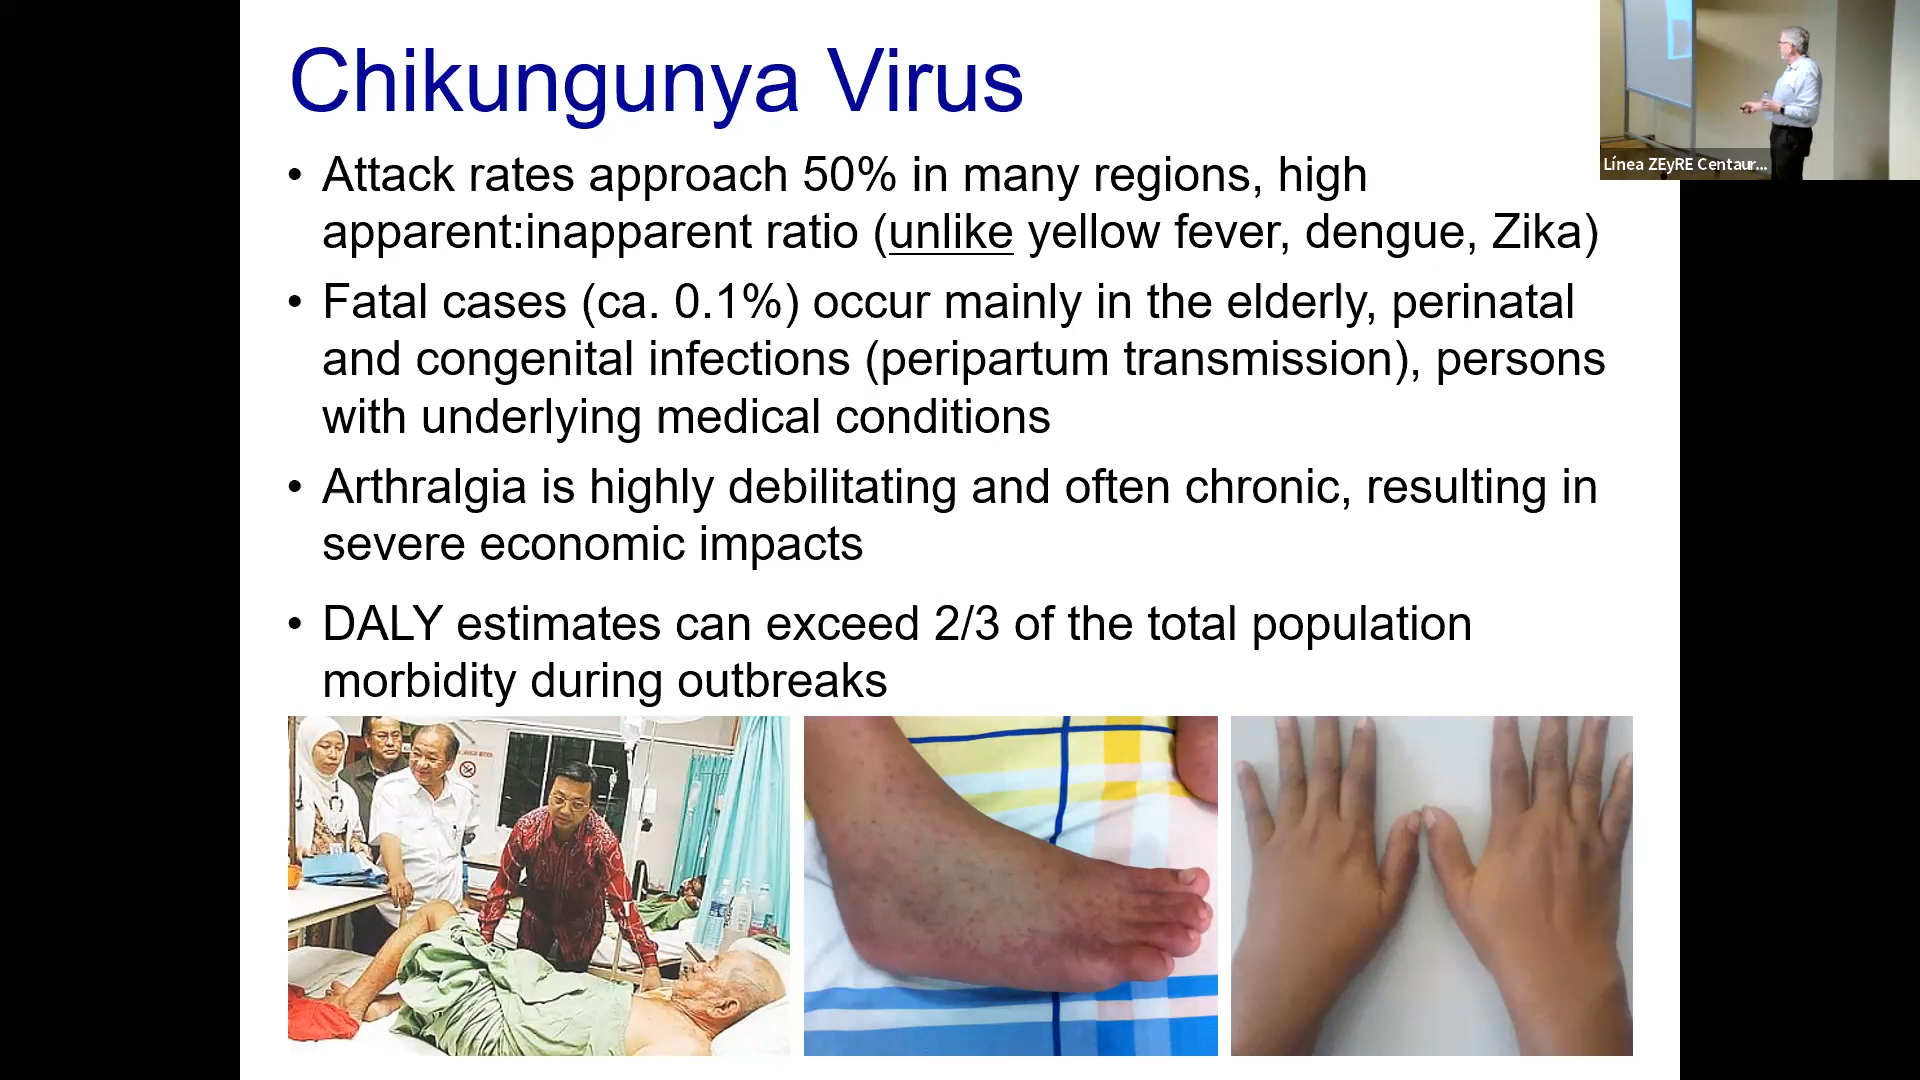 Chikungunya Virus
• Attack rates approach 50% in many regions, high
apparent:inapparent ratio (unlike yellow fever, dengue, Zika)
• Fatal cases (ca. 0.1%) occur mainly in the elderly, perinatal
and congenital infections (peripartum transmission), persons
with underlying medical conditions
• Arthralgia is highly debilitating and often chronic, resulting in
severe economic impacts
• DALY estimates can exceed 2/3 of the total population
morbidity during outbreaks
Línea ZEyRE Centaur...